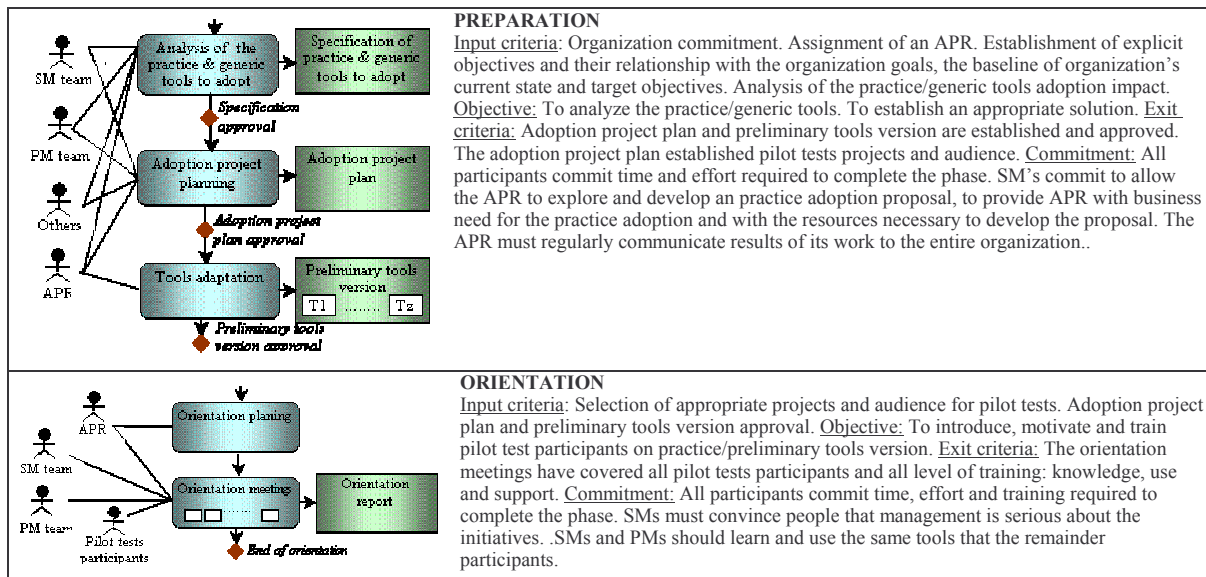 Analysis of the
practice & generic
tools to adopt
Specification of
practice & generic
tools to adopt
SM team
Specification
approval
PM team
Adoption project
planning
Adoption project
plan
Others
Adoption project
plan approval
APR
Tools adaptation
Preliminary tools
version
T1 ........ Tz
Preliminary tools
version approval
PREPARATION
Input criteria: Organization commitment. Assignment of an APR. Establishment of explicit
objectives and their relationship with the organization goals, the baseline of organization’s
current state and target objectives. Analysis of the practice/generic tools adoption impact.
Objective: To analyze the practice/generic tools. To establish an appropriate solution. Exit
criteria: Adoption project plan and preliminary tools version are established and approved.
The adoption project plan established pilot tests projects and audience. Commitment: All
participants commit time and effort required to complete the phase. SM’s commit to allow
the APR to explore and develop an practice adoption proposal, to provide APR with business
need for the practice adoption and with the resources necessary to develop the proposal. The
APR must regularly communicate results of its work to the entire organization..
APR
Orientation planing
SM team
Orientation meetings
Orientation
report
PM team
Pilot tests
participants
End of orientation
ORIENTATION
Input criteria: Selection of appropriate projects and audience for pilot tests. Adoption project
plan and preliminary tools version approval. Objective: To introduce, motivate and train
pilot test participants on practice/preliminary tools version. Exit criteria: The orientation
meetings have covered all pilot tests participants and all level of training: knowledge, use
and support. Commitment: All participants commit time, effort and training required to
complete the phase. SMs must convince people that management is serious about the
initiatives. .SMs and PMs should learn and use the same tools that the remainder
participants.